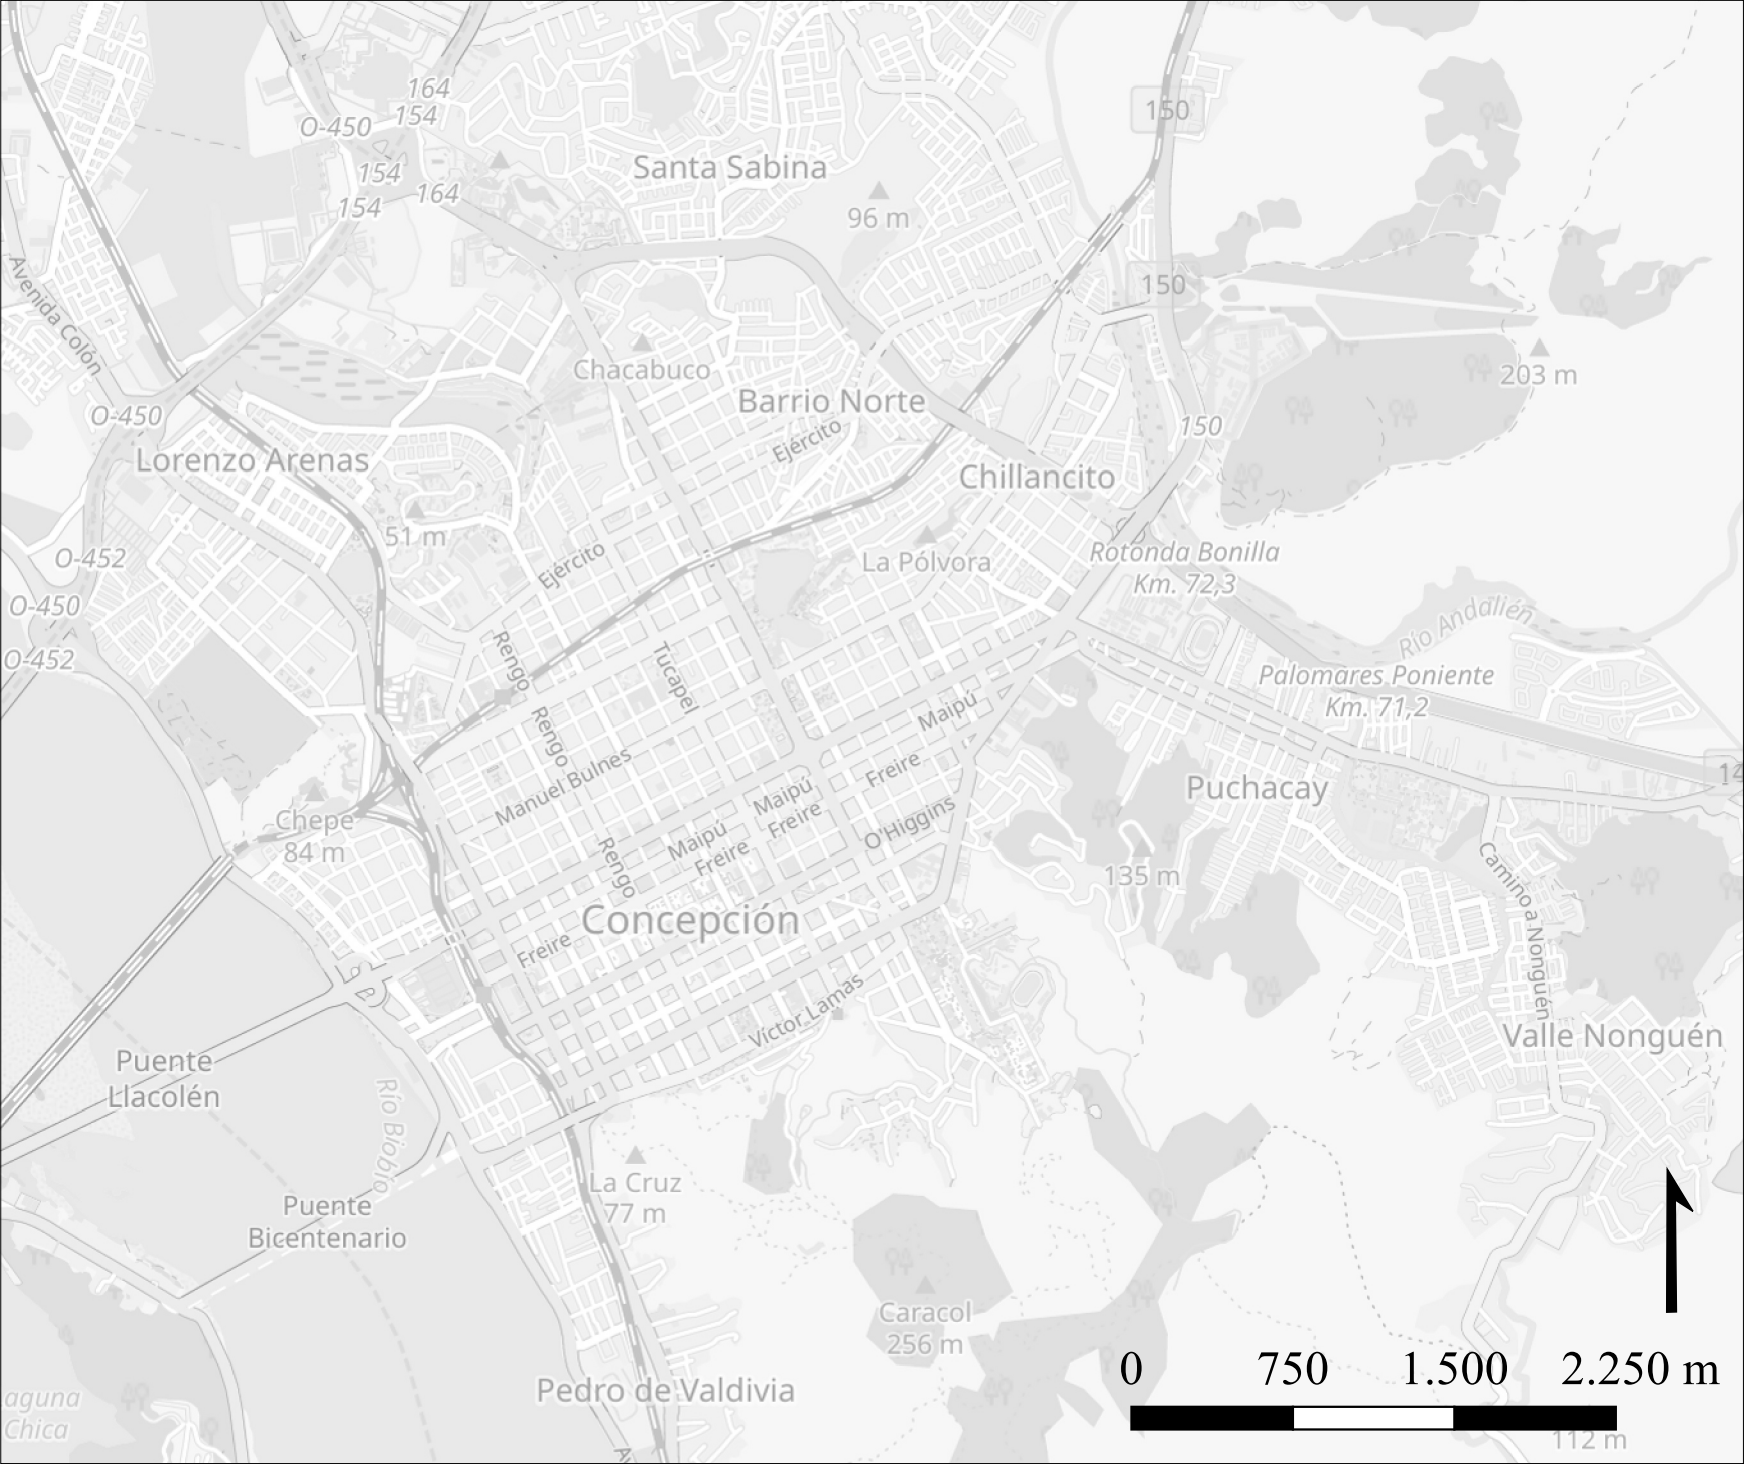 164
154
O-450
150
Santa Sabina
154
164
154
96 m
150
Avenida Colón
Chacabuco
203 m
Barrio Norte
O-450
Ejército
150
Lorenzo Arenas
Chillancito
51 m
O-452
Ejército
La Pólvora
Rotonda Bonilla
Km. 72,3
O-450
Río Andalién
O-452
Rengo
Tucapel
Palomares Poniente
Km. 71,2
Maipú
Rengo
Freire
14
Manuel Bulnes
Maipú
Freire
Puchacay
Chepe
84 m
Maipú
Freire
O'Higgins
Rengo
135 m
Camino a Nonguén
Concepción
Freire
Víctor Lamas
Valle Nonguén
Puente
Llacolén
Río Biobío
La Cruz
77 m
Puente
Bicentenario
Caracol
256 m
0 750 1.500 2.250 m
Pedro de Valdivia
aguna
Chica
112 m